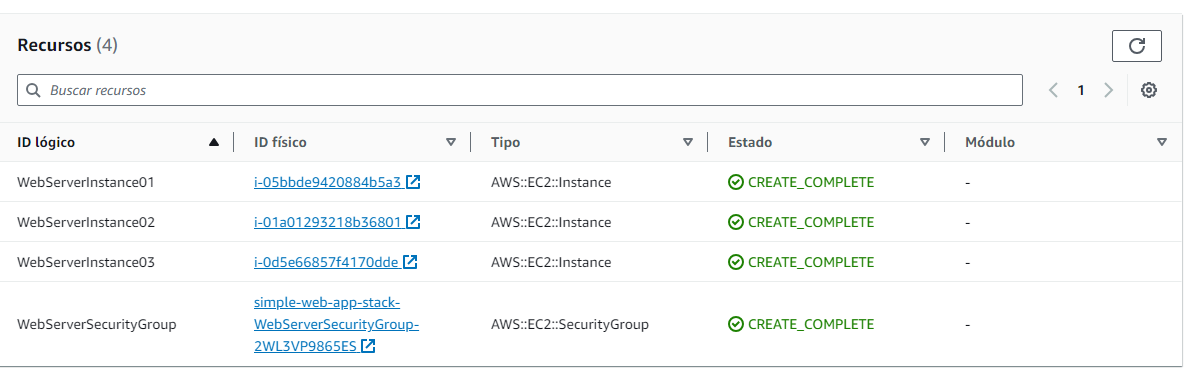 Recursos (4)
Buscar recursos
1
ID lógico ID físico Tipo Estado Módulo
WebServerInstance01 i-05bbde9420884b5a3 AWS::EC2::Instance CREATE_COMPLETE -
WebServerInstance02 i-01a01293218b36801 AWS::EC2::Instance CREATE_COMPLETE -
WebServerInstance03 i-0d5e66857f4170dde AWS::EC2::Instance CREATE_COMPLETE -
simple-web-app-stack-
WebServerSecurityGroup WebServerSecurityGroup- AWS::EC2::SecurityGroup CREATE_COMPLETE -
2WL3VP9865ES